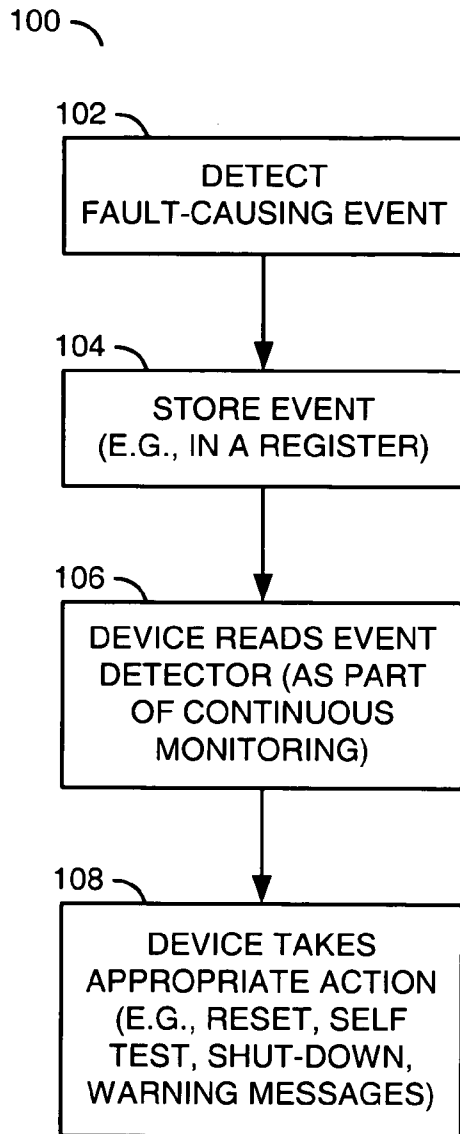 100
102
DETECT
FAULT-CAUSING EVENT
104
STORE EVENT
(E.G., IN A REGISTER)
106
DEVICE READS EVENT
DETECTOR (AS PART
OF CONTINUOUS
MONITORING)
108
DEVICE TAKES
APPROPRIATE ACTION
(E.G., RESET, SELF
TEST, SHUT-DOWN,
WARNING MESSAGES)